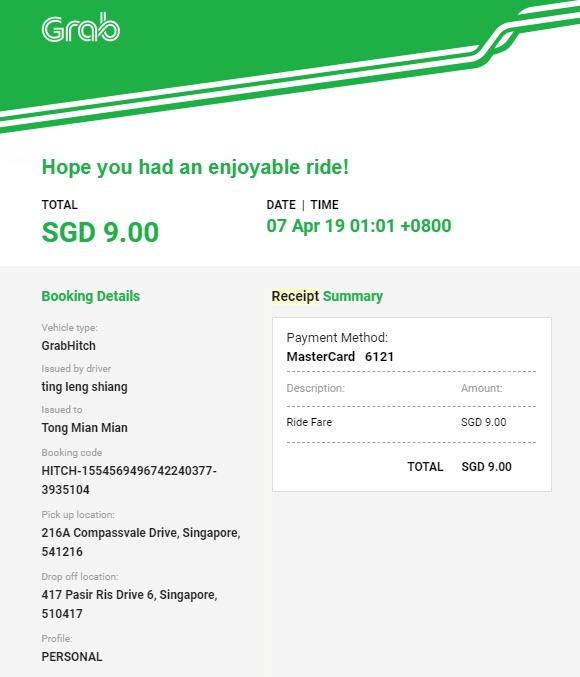 Grab
Hope you had an enjoyable ride!
TOTAL
SGD 9.00
DATE | TIME
07 Apr 19 01:01 +0800
Booking Details
Vehicle type:
GrabHitch
Issued by driver
ting leng shiang
Issued to
Tong Mian Mian
Booking code
HITCH-1554569496742240377-
3935104
Pick up location:
216A Compassvale Drive, Singapore,
541216
Drop off location:
417 Pasir Ris Drive 6, Singapore,
510417
Profile:
PERSONAL
Receipt Summary
Payment Method:
MasterCard 6121
Description: Amount:
Ride Fare SGD 9.00
TOTAL SGD 9.00